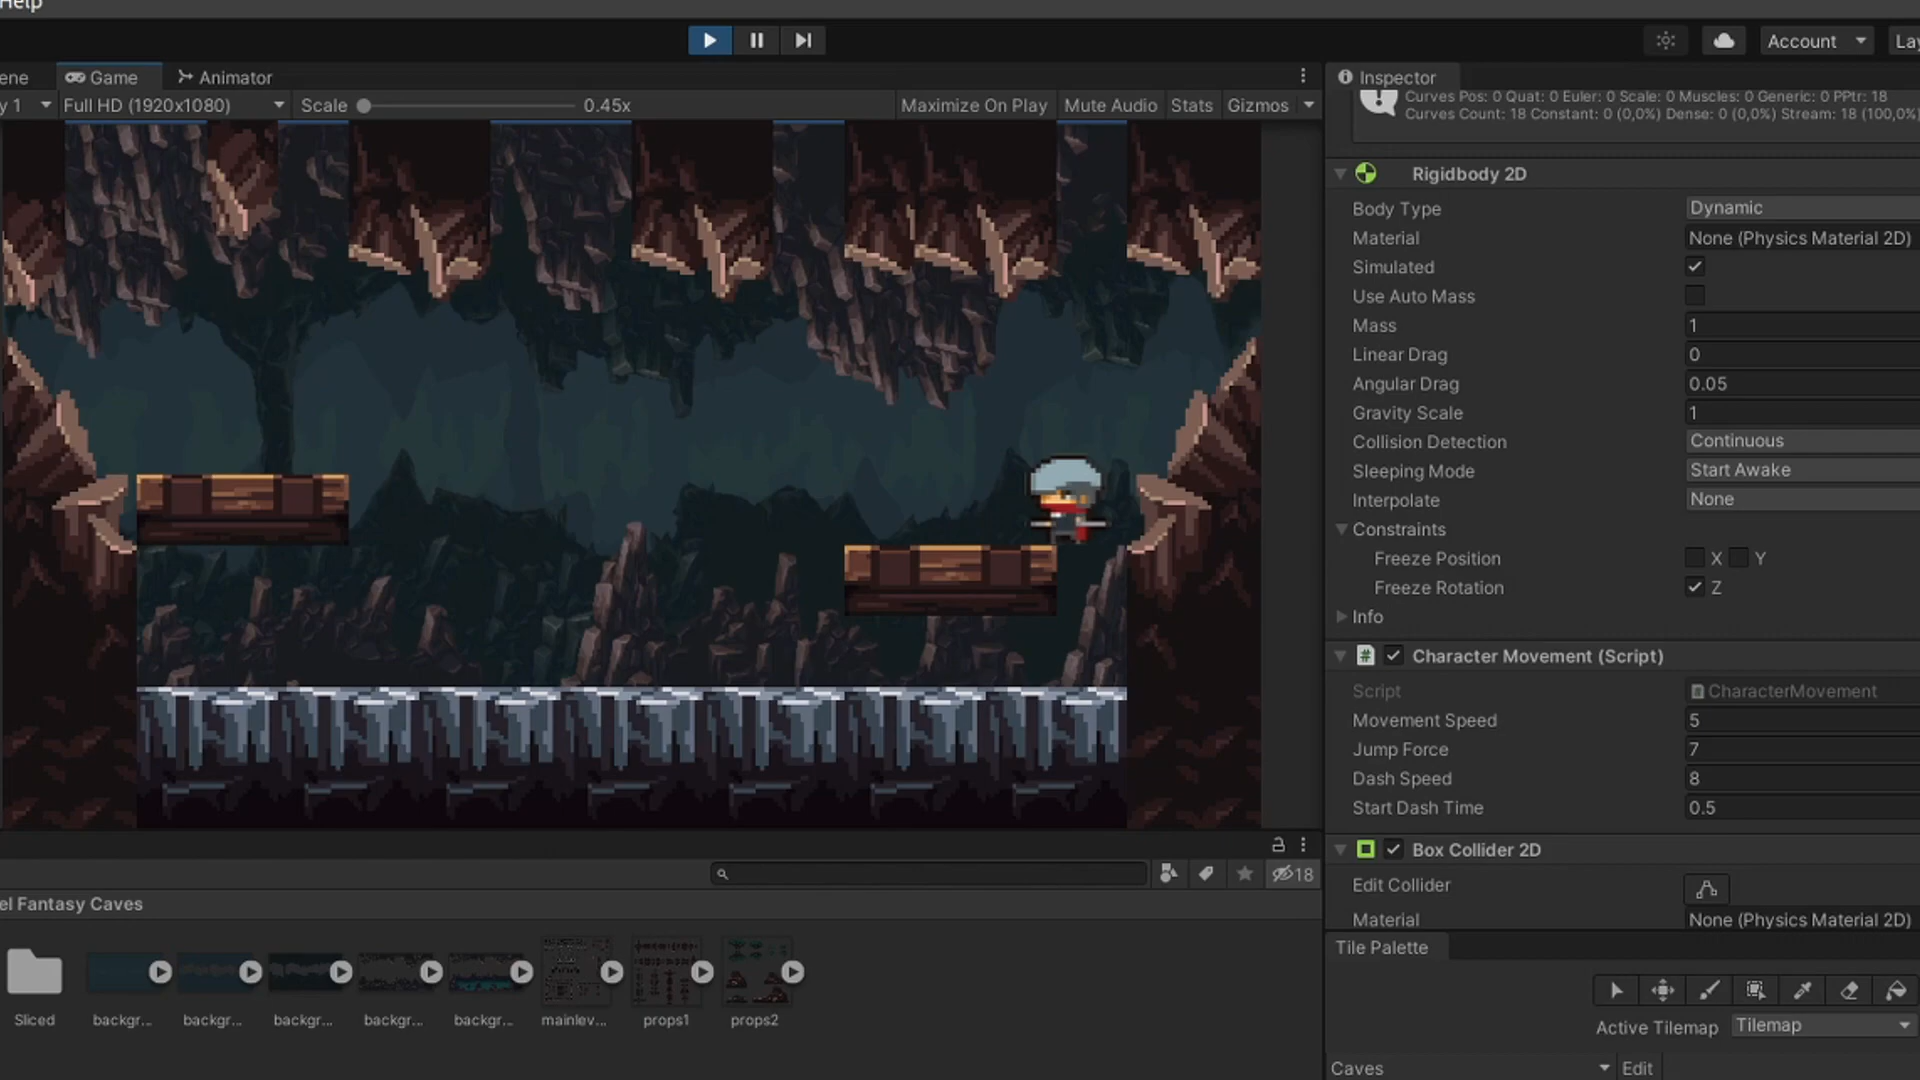 Help
Account
Lay
ene
Game
Animator
Inspector
y 1
Full HD (1920x1080)
Scale
0.45x
Maximize On Play
Mute Audio
Stats
Gizmos
Curves Pos: 0 Quat: 0 Euler: 0 Scale: 0 Muscles: 0 Generic: 0 PPtr: 18
Curves Count: 18 Constant: 0 (0,0%) Dense: 0 (0,0%) Stream: 18 (100,0%)
Rigidbody 2D
Body Type
Dynamic
Material
None (Physics Material 2D)
Simulated
Use Auto Mass
Mass
1
Linear Drag
0
Angular Drag
0.05
Gravity Scale
1
Collision Detection
Continuous
Sleeping Mode
Start Awake
Interpolate
None
Constraints
Freeze Position
X
Y
Freeze Rotation
Z
Info
Character Movement (Script)
Script
CharacterMovement
Movement Speed
5
Jump Force
7
Dash Speed
8
Start Dash Time
0.5
Box Collider 2D
Edit Collider
Material
None (Physics Material 2D)
18
el Fantasy Caves
Tile Palette
Sliced
backgr...
backgr...
backgr...
backgr...
backgr...
mainlev...
props1
props2
Active Tilemap
Tilemap
Caves
Edit